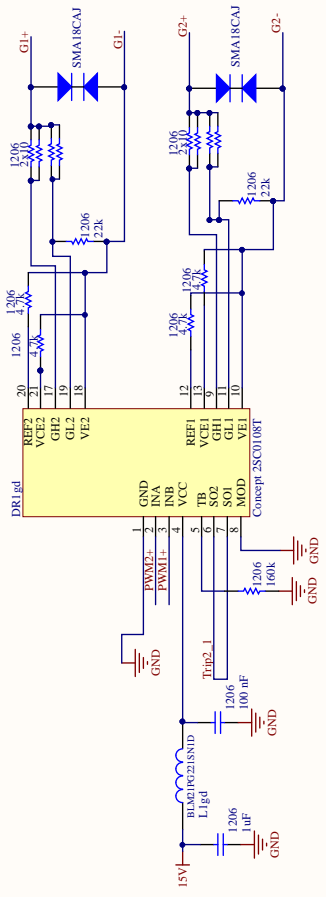 G1+
SMA18CAJ
G1-
G2+
SMA18CAJ
G2-
1206
2x10
1206
22k
1206
2x10
1206
22k
1206
4.7k
1206
4.7k
1206
4.7k
1206
4.7k
20
21
17
19
18
12
13
9
11
10
REF2
VCE2
GH2
GL2
VE2
REF1
VCE1
GH1
GL1
VE1
DR1gd
Concept 2SC0108T
GND
INA
INB
VCC
TB
SO2
SO1
MOD
1
2
3
4
5
6
7
8
PWM2+
PWM1+
GND
1206
160k
GND
GND
Trip2_1
1206
100 nF
GND
BLM21PG221SN1D
L1gd
1206
1uF
GND
15V